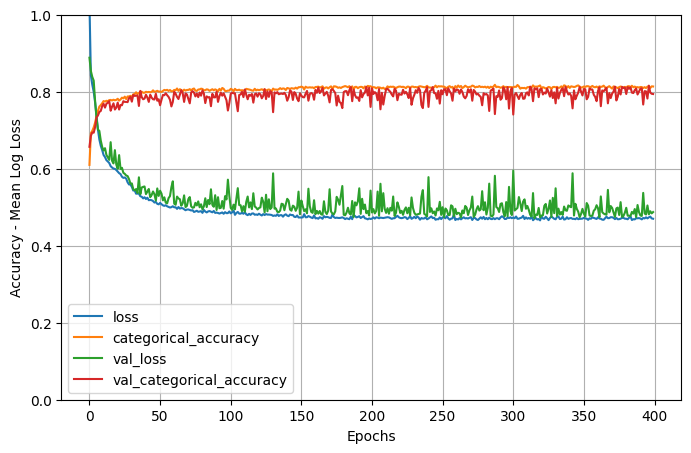 1.0
0.8
0.6
0.4
0.2
0.0
Accuracy - Mean Log Loss
loss
categorical_accuracy
val_loss
val_categorical_accuracy
0 50 100 150 200 250 300 350 400
Epochs